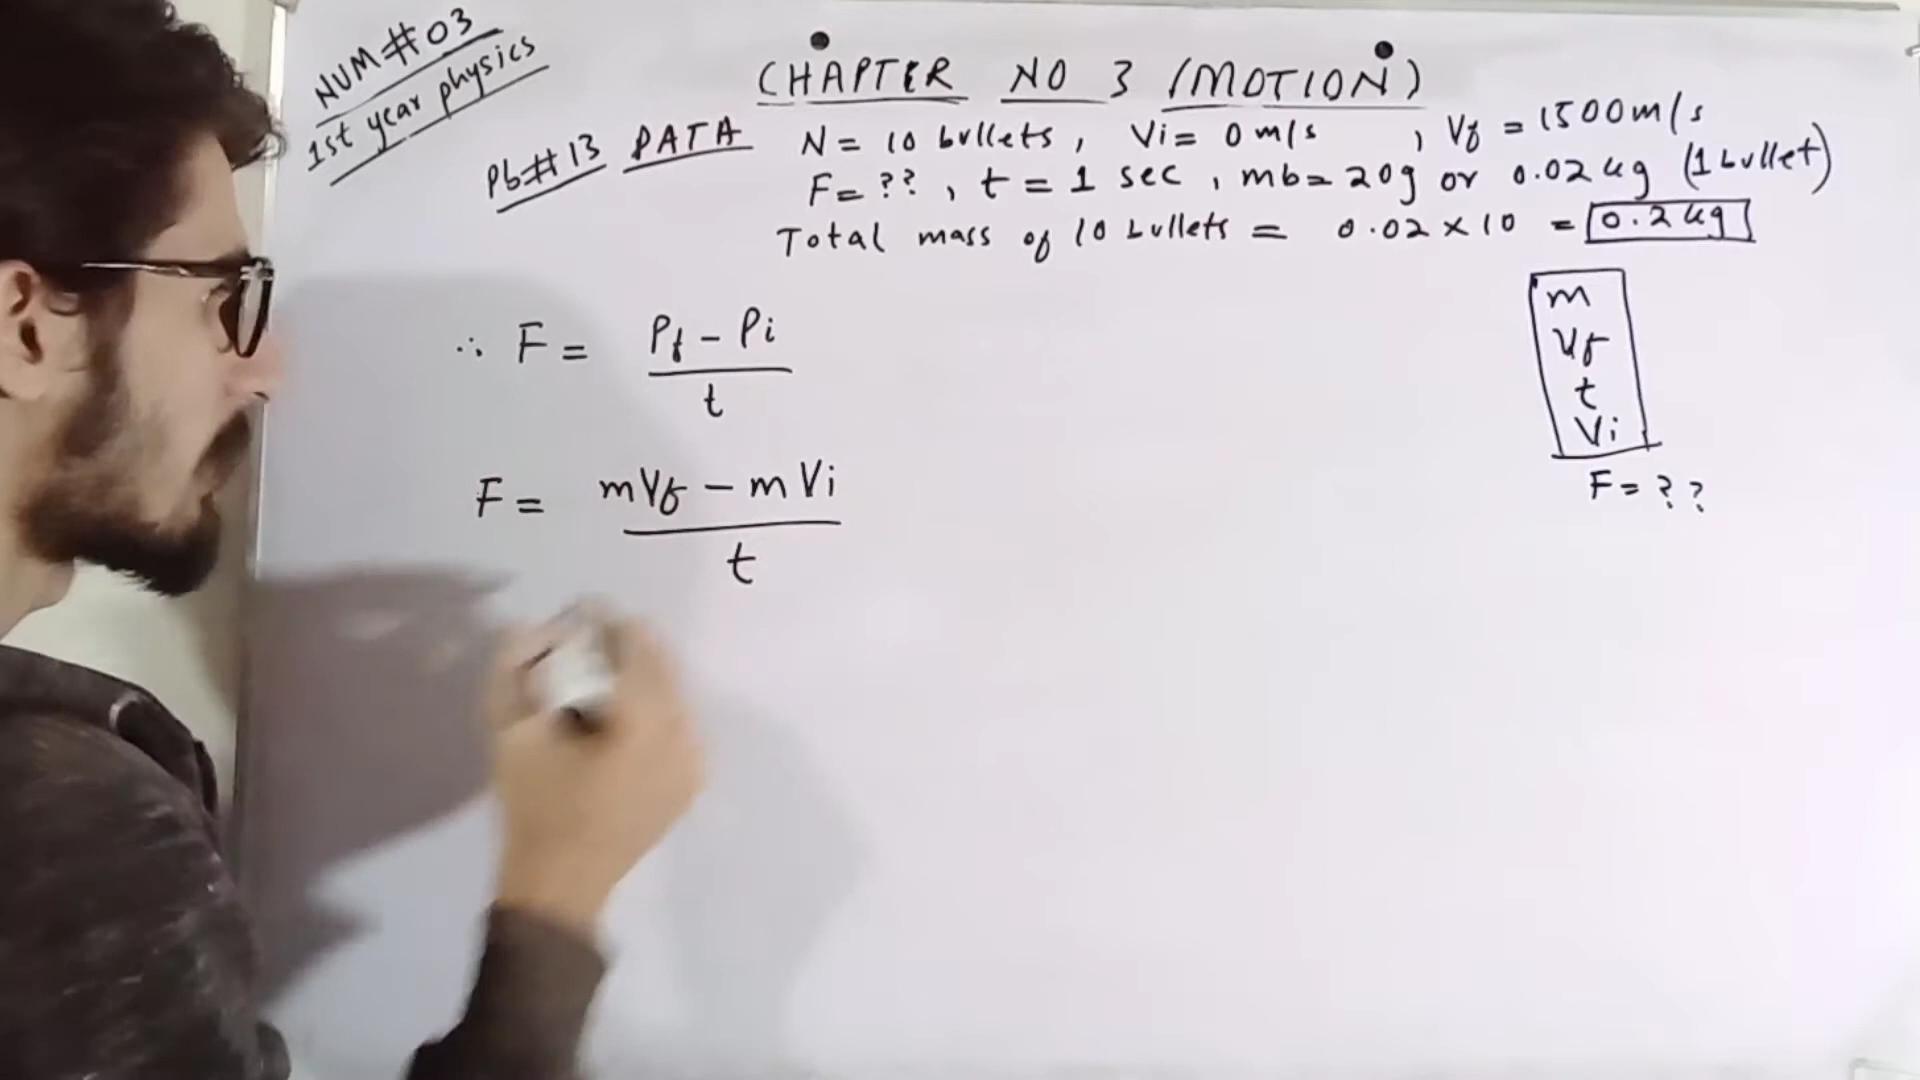 NUM#03
1st year physics
CHAPTER NO 3 (MOTION)
Pb#13 DATA N = 10 bullets, Vi = 0 m/s , Vf = 1500 m/s
F = ?? , t = 1 sec , mb = 20g or 0.02 kg (1 bullet)
Total mass of 10 bullets = 0.02 × 10 = 0.2 kg
∴ F = Pf - Pi / t
F = mVf - mVi / t
m
Vf
t
Vi
F = ??